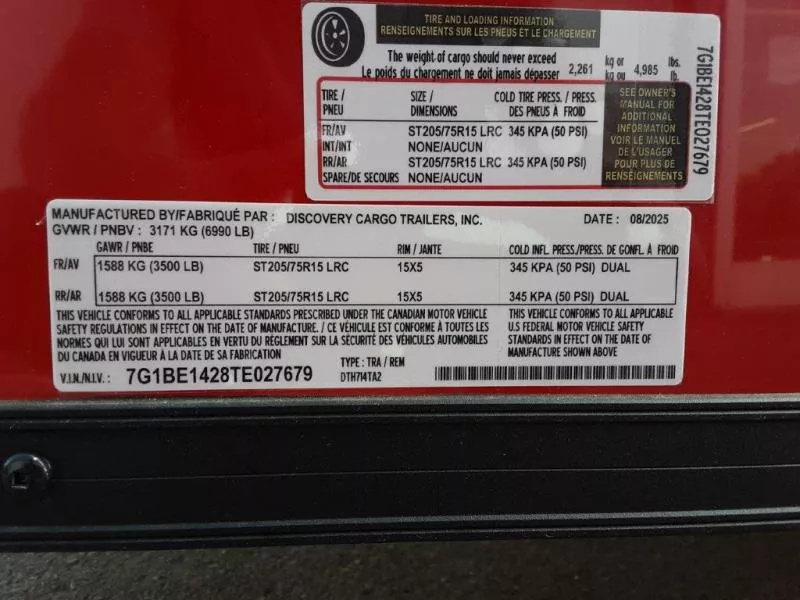 TIRE AND LOADING INFORMATION
RENSEIGNEMENTS SUR LES PNEUS ET LE CHARGEMENT
The weight of cargo should never exceed
Le poids du chargement ne doit jamais dépasser
2,261 kg or kg ou 4,985 lbs. lb.
TIRE / PNEU SIZE / DIMENSIONS COLD TIRE PRESS. / PRESS. DES PNEUS À FROID
FR/AV ST205/75R15 LRC 345 KPA (50 PSI)
INT/INT NONE/AUCUN
RR/AR ST205/75R15 LRC 345 KPA (50 PSI)
SPARE/DE SECOURS NONE/AUCUN
SEE OWNER'S
MANUAL FOR
ADDITIONAL
INFORMATION
VOIR LE MANUEL
DE L'USAGER
POUR PLUS DE
RENSEIGNEMENTS
7G1BE1428TE027679
MANUFACTURED BY/FABRIQUÉ PAR : DISCOVERY CARGO TRAILERS, INC. DATE : 08/2025
GVWR / PNBV : 3171 KG (6990 LB)
GAWR / PNBE TIRE / PNEU RIM / JANTE COLD INFL. PRESS./PRESS. DE GONFL. À FROID
FR/AV 1588 KG (3500 LB) ST205/75R15 LRC 15X5 345 KPA (50 PSI) DUAL
RR/AR 1588 KG (3500 LB) ST205/75R15 LRC 15X5 345 KPA (50 PSI) DUAL
THIS VEHICLE CONFORMS TO ALL APPLICABLE STANDARDS PRESCRIBED UNDER THE CANADIAN MOTOR VEHICLE
SAFETY REGULATIONS IN EFFECT ON THE DATE OF MANUFACTURE. / CE VÉHICULE EST CONFORME À TOUTES LES
NORMES QUI LUI SONT APPLICABLES EN VERTU DU RÈGLEMENT SUR LA SÉCURITÉ DES VÉHICULES AUTOMOBILES
DU CANADA EN VIGUEUR À LA DATE DE SA FABRICATION
THIS VEHICLE CONFORMS TO ALL APPLICABLE
U.S FEDERAL MOTOR VEHICLE SAFETY
STANDARDS IN EFFECT ON THE DATE OF
MANUFACTURE SHOWN ABOVE
V.I.N./N.I.V. : 7G1BE1428TE027679
TYPE : TRA / REM
DTH714TA2